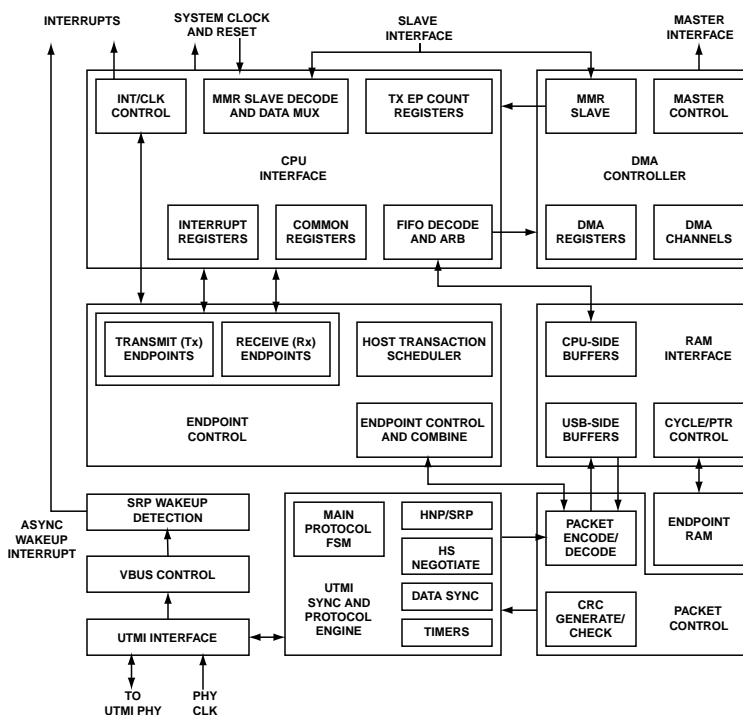 INTERRUPTS
SYSTEM CLOCK
AND RESET
SLAVE
INTERFACE
MASTER
INTERFACE
INT/CLK
CONTROL
MMR SLAVE DECODE
AND DATA MUX
TX EP COUNT
REGISTERS
MMR
SLAVE
MASTER
CONTROL
CPU
INTERFACE
DMA
CONTROLLER
INTERRUPT
REGISTERS
COMMON
REGISTERS
FIFO DECODE
AND ARB
DMA
REGISTERS
DMA
CHANNELS
TRANSMIT (Tx)
ENDPOINTS
RECEIVE (Rx)
ENDPOINTS
HOST TRANSACTION
SCHEDULER
CPU-SIDE
BUFFERS
RAM
INTERFACE
ENDPOINT
CONTROL
ENDPOINT CONTROL
AND COMBINE
USB-SIDE
BUFFERS
CYCLE/PTR
CONTROL
SRP WAKEUP
DETECTION
ASYNC
WAKEUP
INTERRUPT
MAIN
PROTOCOL
FSM
HNP/SRP
PACKET
ENCODE/
DECODE
ENDPOINT
RAM
HS
NEGOTIATE
VBUS CONTROL
UTMI
SYNC AND
PROTOCOL
ENGINE
DATA SYNC
CRC
GENERATE/
CHECK
PACKET
CONTROL
UTMI INTERFACE
TIMERS
TO
UTMI PHY
PHY
CLK